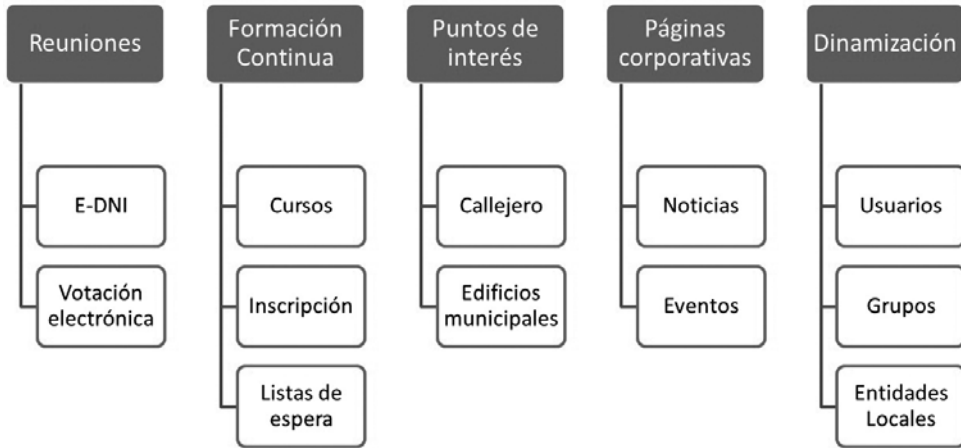 Reuniones
E-DNI
Votación
electrónica
Formación
Continua
Cursos
Inscripción
Listas de
espera
Puntos de
interés
Callejero
Edificios
municipales
Páginas
corporativas
Noticias
Eventos
Dinamización
Usuarios
Grupos
Entidades
Locales